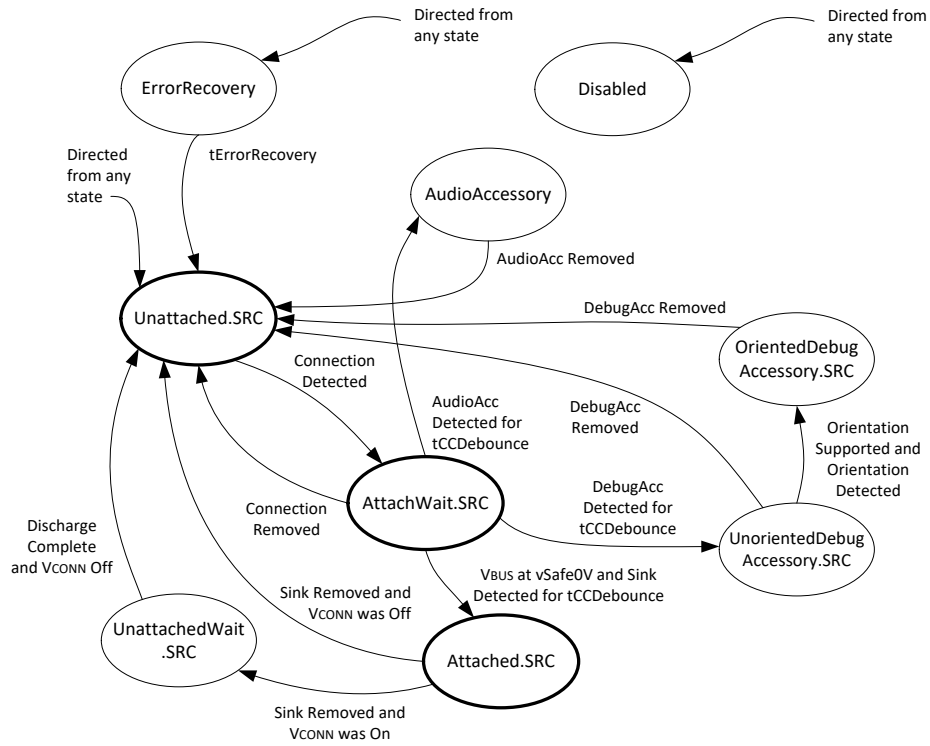 Directed from
any state
Directed from
any state
ErrorRecovery
Disabled
Directed
from any
state
tErrorRecovery
AudioAccessory
AudioAcc Removed
Unattached.SRC
DebugAcc Removed
OrientedDebug
Accessory.SRC
Connection
Detected
AudioAcc
Detected for
tCCDebounce
DebugAcc
Removed
Orientation
Supported and
Orientation
Detected
AttachWait.SRC
Connection
Removed
DebugAcc
Detected for
tCCDebounce
UnorientedDebug
Accessory.SRC
Discharge
Complete
and VCONN Off
VBUS at vSafe0V and Sink
Detected for tCCDebounce
Sink Removed and
VCONN was Off
UnattachedWait
.SRC
Attached.SRC
Sink Removed and
VCONN was On